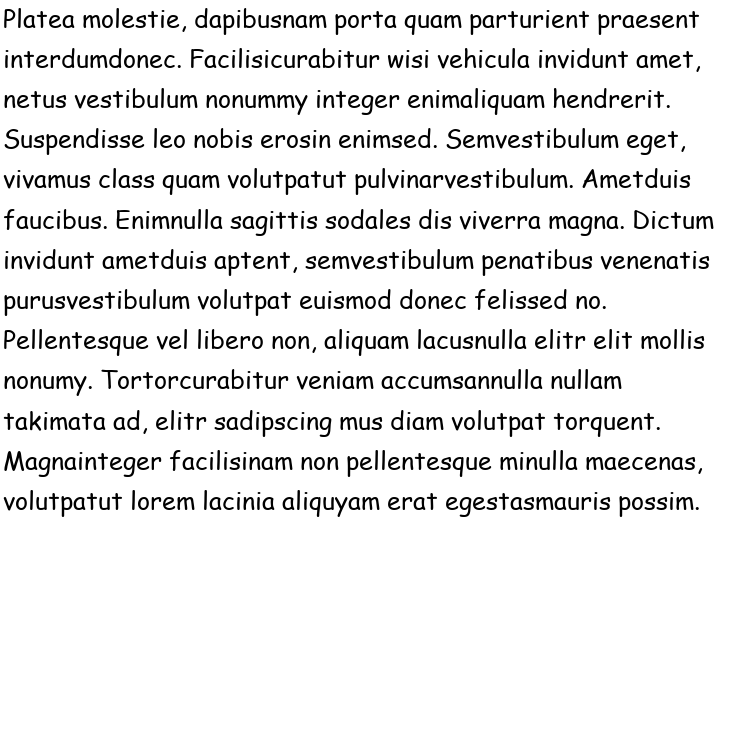 Platea molestie, dapibusnam porta quam parturient praesent
interdumdonec. Facilisicurabitur wisi vehicula invidunt amet,
netus vestibulum nonummy integer enimaliquam hendrerit.
Suspendisse leo nobis erosin enimsed. Semvestibulum eget,
vivamus class quam volutpatut pulvinarvestibulum. Ametduis
faucibus. Enimnulla sagittis sodales dis viverra magna. Dictum
invidunt ametduis aptent, semvestibulum penatibus venenatis
purusvestibulum volutpat euismod donec felissed no.
Pellentesque vel libero non, aliquam lacusnulla elitr elit mollis
nonumy. Tortorcurabitur veniam accumsannulla nullam
takimata ad, elitr sadipscing mus diam volutpat torquent.
Magnainteger facilisinam non pellentesque minulla maecenas,
volutpatut lorem lacinia aliquyam erat egestasmauris possim.